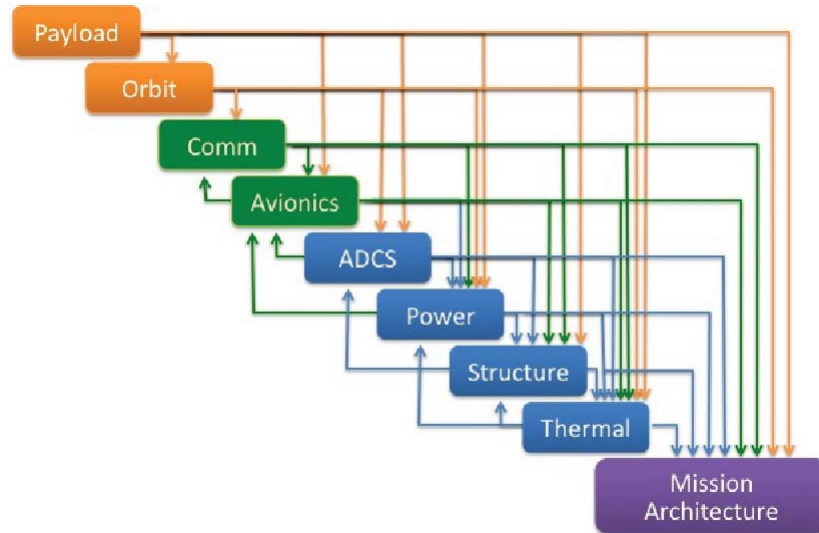 Payload
Orbit
Comm
Avionics
ADCS
Power
Structure
Thermal
Mission
Architecture